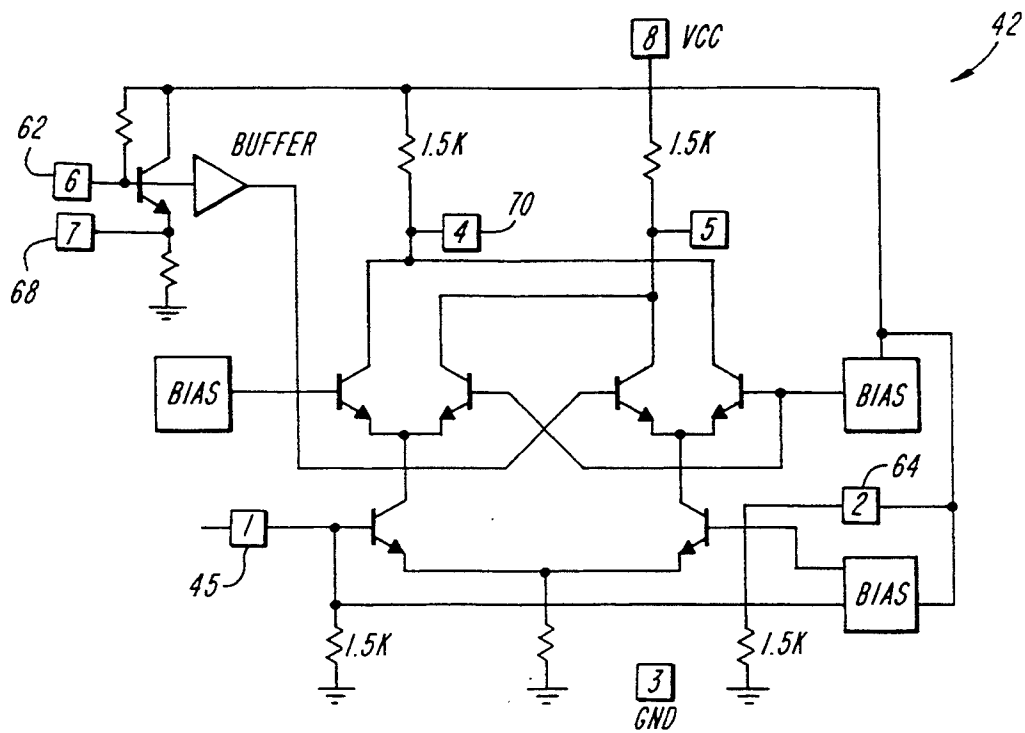 42
8 VCC
62
BUFFER
1.5K
1.5K
6
70
4
5
7
68
BIAS
BIAS
64
2
1
45
BIAS
1.5K
1.5K
3
GND